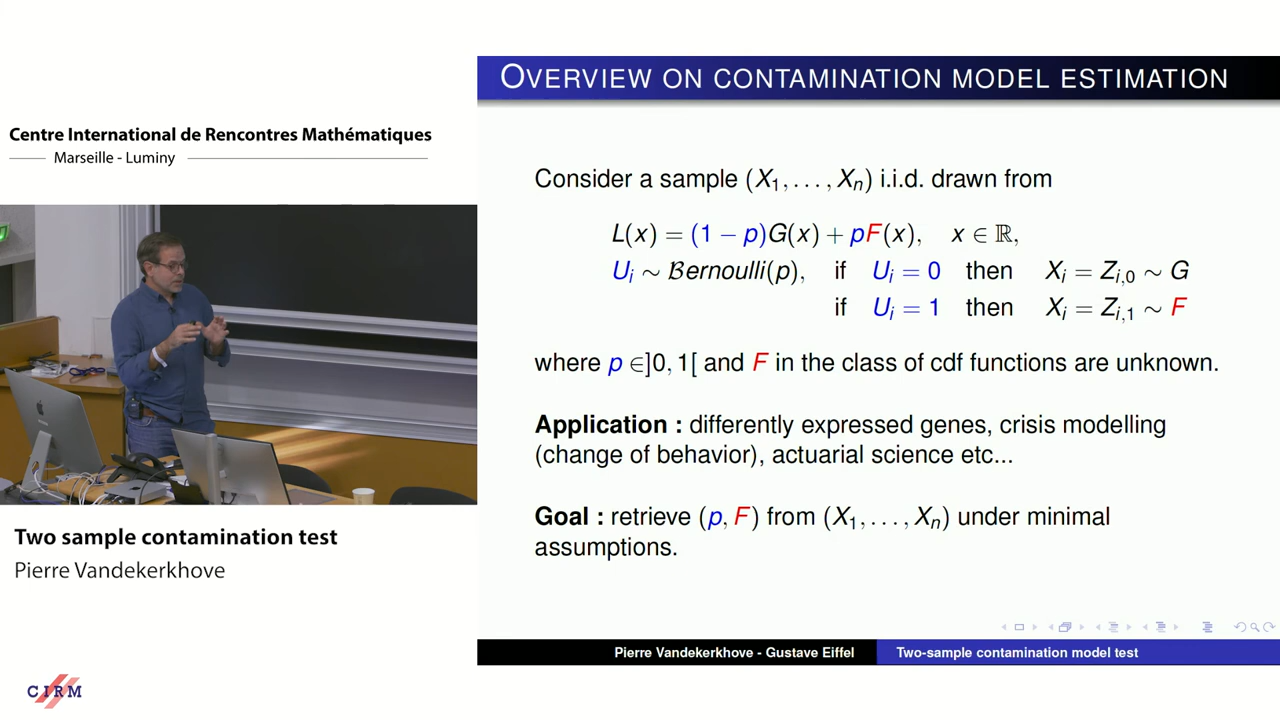 Centre International de Rencontres Mathématiques
Marseille - Luminy
Two sample contamination test
Pierre Vandekerkhove
CIRM
OVERVIEW ON CONTAMINATION MODEL ESTIMATION
Consider a sample (X₁, . . . , Xₙ) i.i.d. drawn from
L(x) = (1 − p)G(x) + pF(x), x ∈ ℝ,
Uᵢ ∼ Bernoulli(p), if Uᵢ = 0 then Xᵢ = Zᵢ,₀ ∼ G
if Uᵢ = 1 then Xᵢ = Zᵢ,₁ ∼ F
where p ∈]0, 1[ and F in the class of cdf functions are unknown.
Application : differently expressed genes, crisis modelling
(change of behavior), actuarial science etc...
Goal : retrieve (p, F) from (X₁, . . . , Xₙ) under minimal
assumptions.
Pierre Vandekerkhove - Gustave Eiffel Two-sample contamination model test